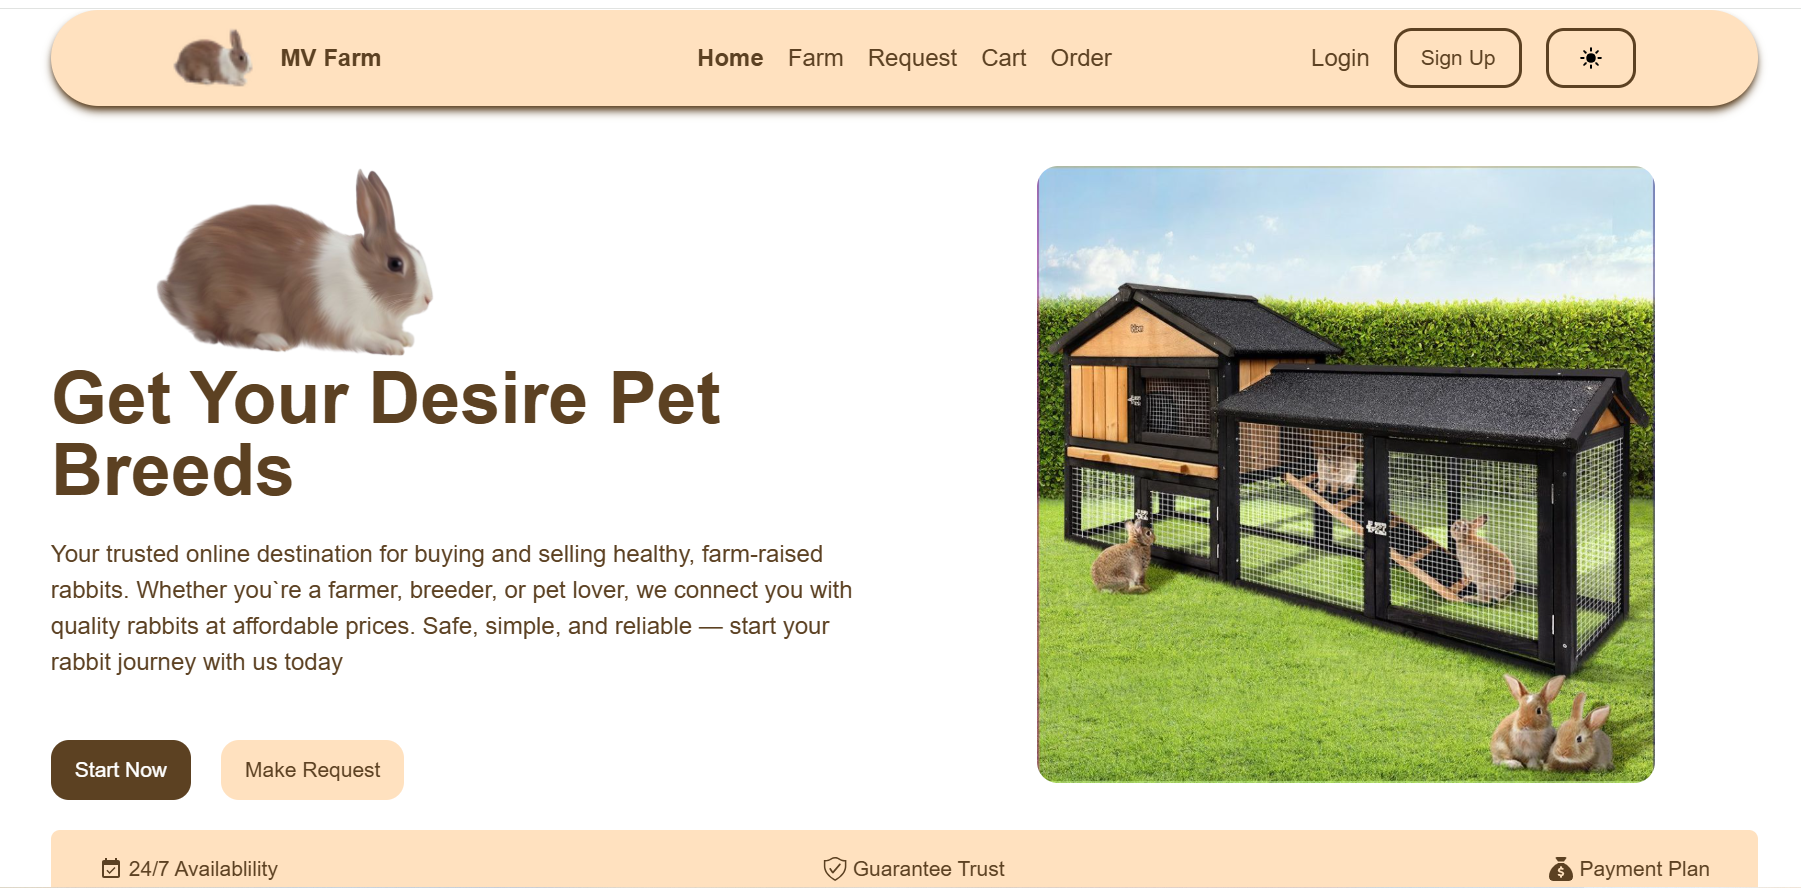 MV Farm
Home Farm Request Cart Order
Login Sign Up
Get Your Desire Pet
Breeds
Your trusted online destination for buying and selling healthy, farm-raised
rabbits. Whether you`re a farmer, breeder, or pet lover, we connect you with
quality rabbits at affordable prices. Safe, simple, and reliable — start your
rabbit journey with us today
Start Now Make Request
24/7 Availablility Guarantee Trust Payment Plan